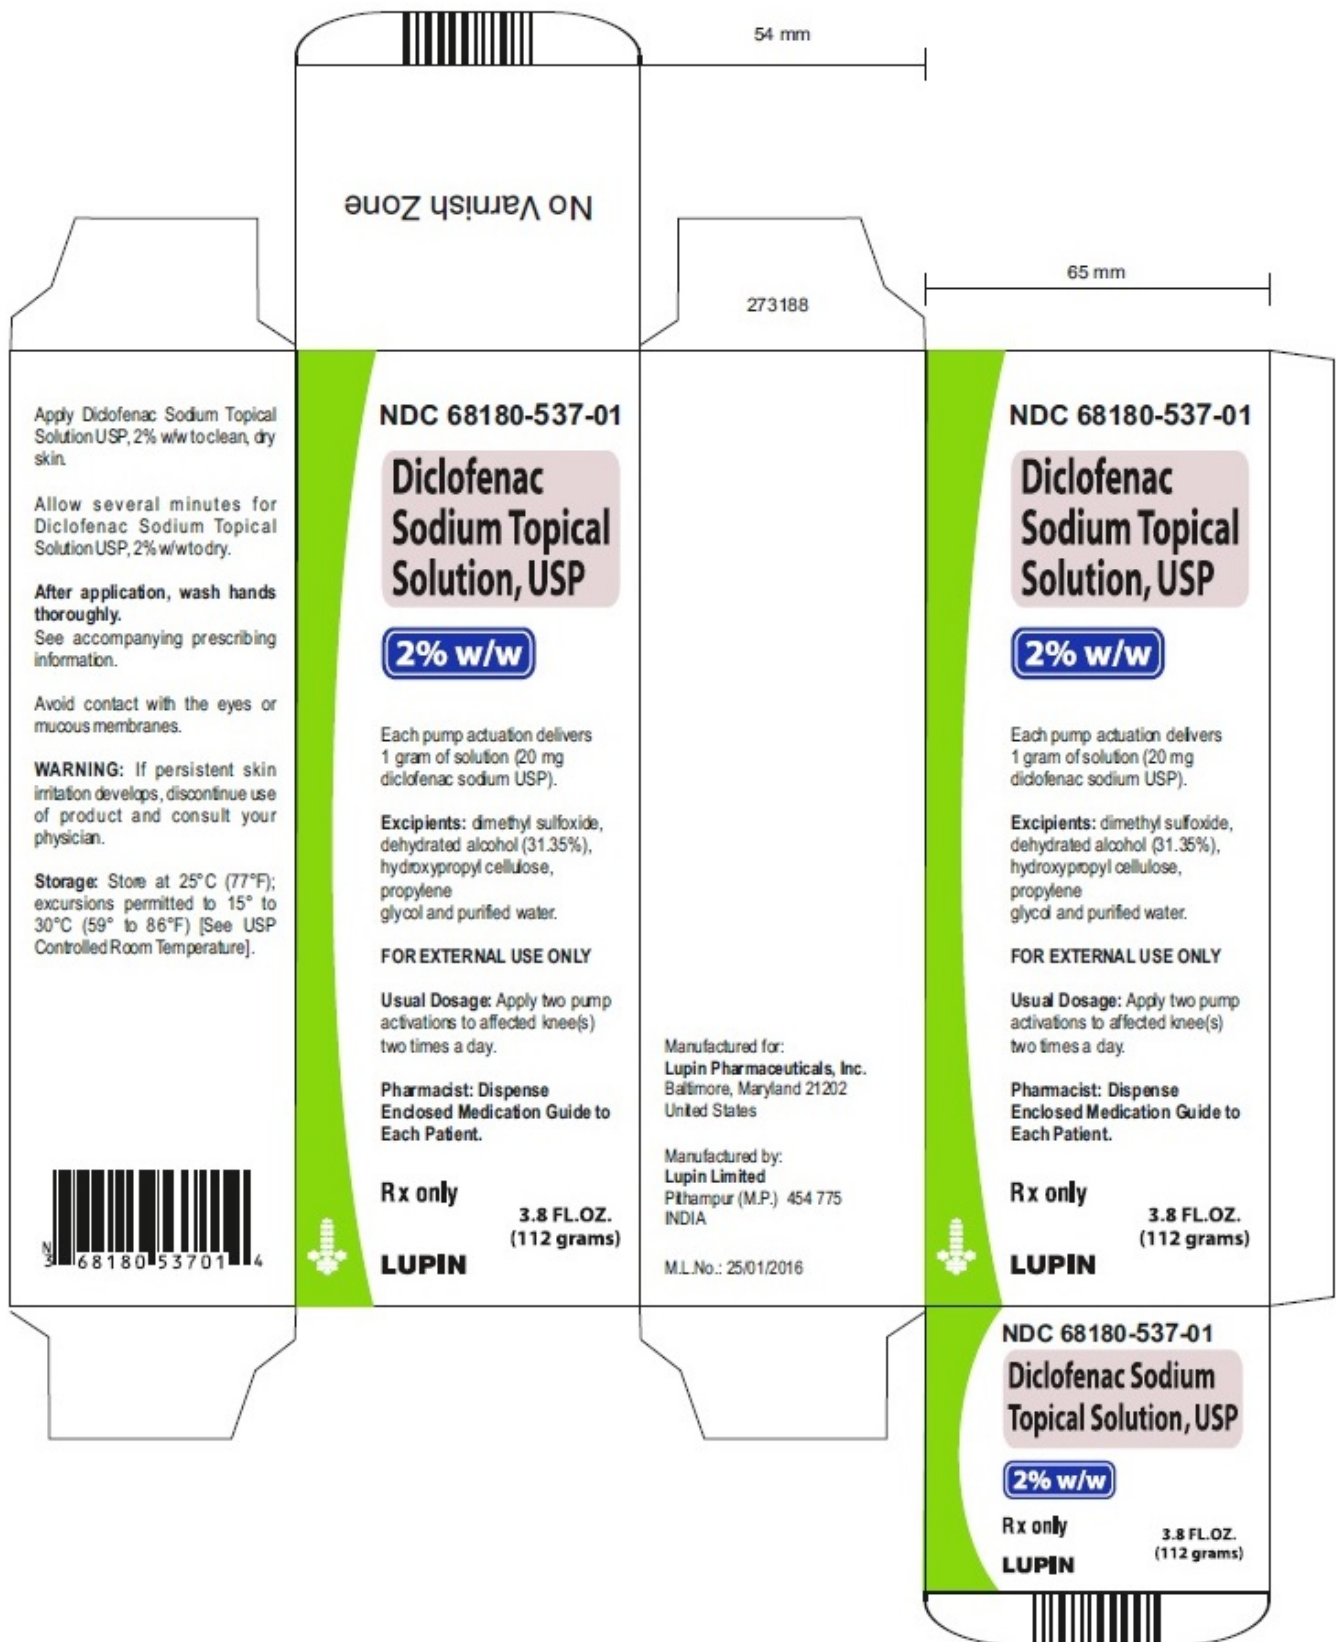 54 mm
No Varnish Zone
65 mm
273188
Apply Diclofenac Sodium Topical
Solution USP, 2% w/w to clean, dry
skin.
Allow several minutes for
Diclofenac Sodium Topical
Solution USP, 2% w/w to dry.
After application, wash hands
thoroughly.
See accompanying prescribing
information.
Avoid contact with the eyes or
mucous membranes.
WARNING: If persistent skin
irritation develops, discontinue use
of product and consult your
physician.
Storage: Store at 25°C (77°F);
excursions permitted to 15° to
30°C (59° to 86°F) [See USP
Controlled Room Temperature].
N
3 68180 53701 4
NDC 68180-537-01
Diclofenac
Sodium Topical
Solution, USP
2% w/w
Each pump actuation delivers
1 gram of solution (20 mg
diclofenac sodium USP).
Excipients: dimethyl sulfoxide,
dehydrated alcohol (31.35%),
hydroxypropyl cellulose,
propylene
glycol and purified water.
FOR EXTERNAL USE ONLY
Usual Dosage: Apply two pump
activations to affected knee(s)
two times a day.
Pharmacist: Dispense
Enclosed Medication Guide to
Each Patient.
Rx only
3.8 FL.OZ.
(112 grams)
LUPIN
Manufactured for:
Lupin Pharmaceuticals, Inc.
Baltimore, Maryland 21202
United States
Manufactured by:
Lupin Limited
Pithampur (M.P.) 454 775
INDIA
M.L.No.: 25/01/2016
NDC 68180-537-01
Diclofenac
Sodium Topical
Solution, USP
2% w/w
Each pump actuation delivers
1 gram of solution (20 mg
diclofenac sodium USP).
Excipients: dimethyl sulfoxide,
dehydrated alcohol (31.35%),
hydroxypropyl cellulose,
propylene
glycol and purified water.
FOR EXTERNAL USE ONLY
Usual Dosage: Apply two pump
activations to affected knee(s)
two times a day.
Pharmacist: Dispense
Enclosed Medication Guide to
Each Patient.
Rx only
3.8 FL.OZ.
(112 grams)
LUPIN
NDC 68180-537-01
Diclofenac Sodium
Topical Solution, USP
2% w/w
Rx only
3.8 FL.OZ.
(112 grams)
LUPIN